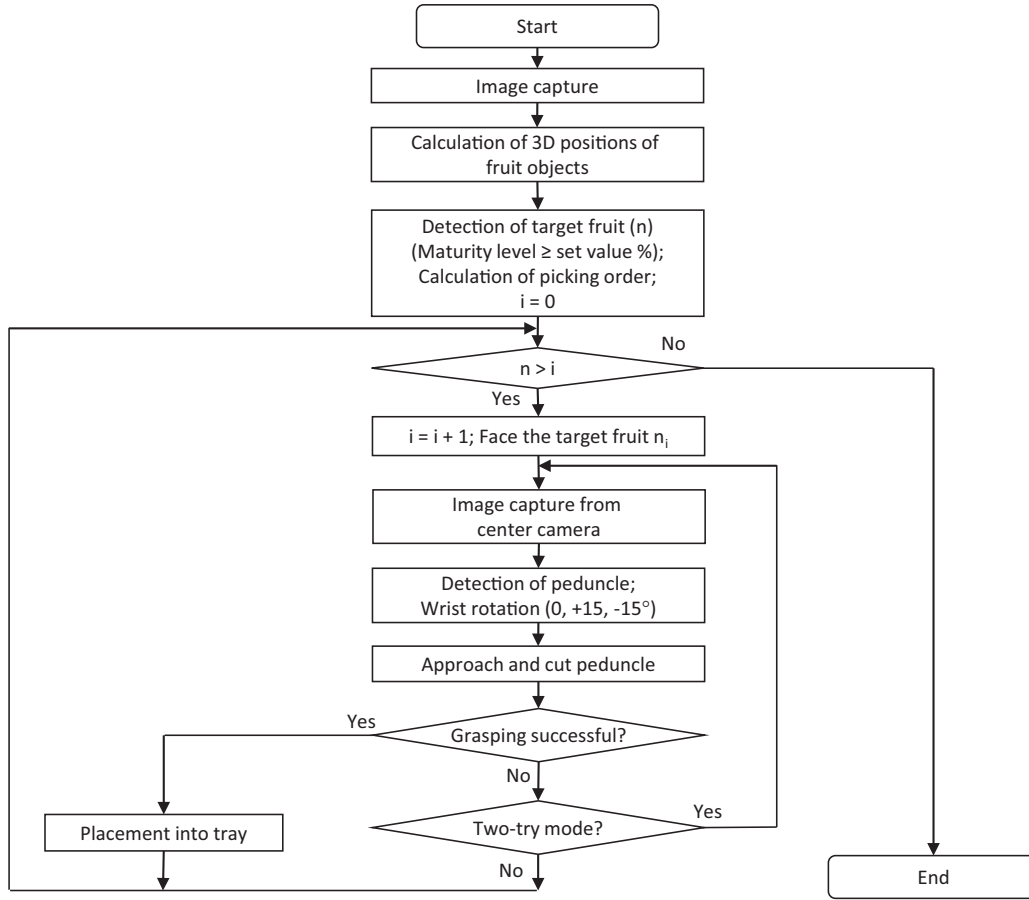 Start
Image capture
Calculation of 3D positions of
fruit objects
Detection of target fruit (n)
(Maturity level ≥ set value %);
Calculation of picking order;
i = 0
No
n > i
Yes
i = i + 1; Face the target fruit nᵢ
Image capture from
center camera
Detection of peduncle;
Wrist rotation (0, +15, -15°)
Approach and cut peduncle
Yes
Grasping successful?
No
Yes
Placement into tray
Two-try mode?
No
End